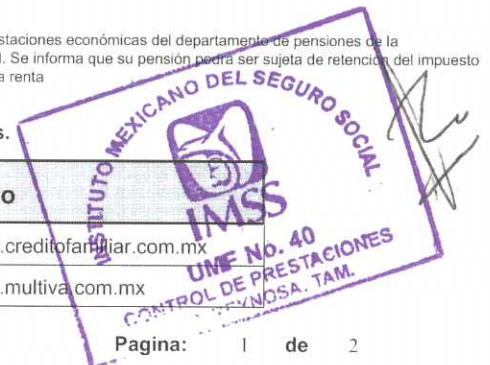 staciones económicas del departamento de pensiones de la
. Se informa que su pensión podrá ser sujeta de retención del impuesto
a renta
s.
o
.creditofamiliar.com.mx
.multiva.com.mx
INSTITUTO MEXICANO DEL SEGURO SOCIAL
IMSS
UMF No. 40
CONTROL DE PRESTACIONES
REYNOSA, TAM.
Pagina: 1 de 2